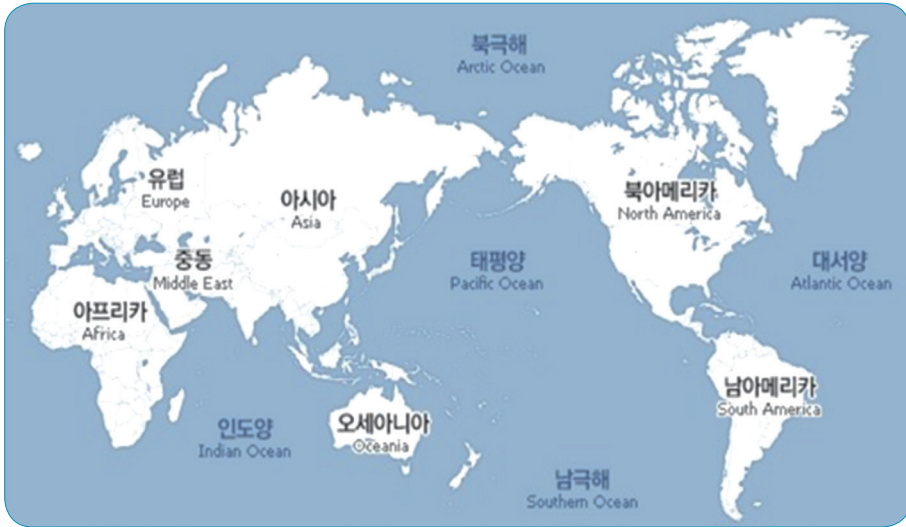 북극해
Arctic Ocean
유럽
Europe
아시아
Asia
북아메리카
North America
중동
Middle East
태평양
Pacific Ocean
대서양
Atlantic Ocean
아프리카
Africa
남아메리카
South America
인도양
Indian Ocean
오세아니아
Oceania
남극해
Southern Ocean